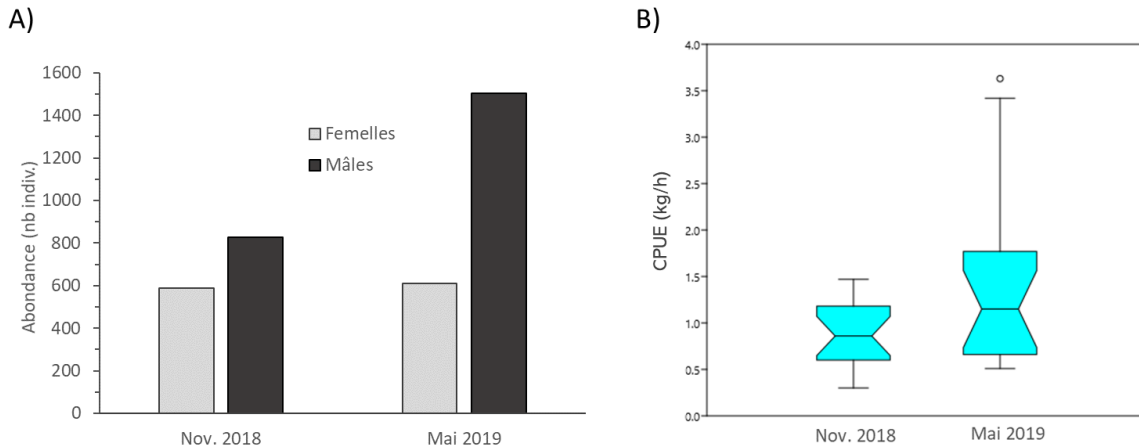 A)
Abondance (nb indiv.)
1600
1400
1200
1000
800
600
400
200
0
Femelles
Mâles
Nov. 2018
Mai 2019
B)
CPUE (kg/h)
4.0
3.5
3.0
2.5
2.0
1.5
1.0
0.5
0.0
Nov. 2018
Mai 2019